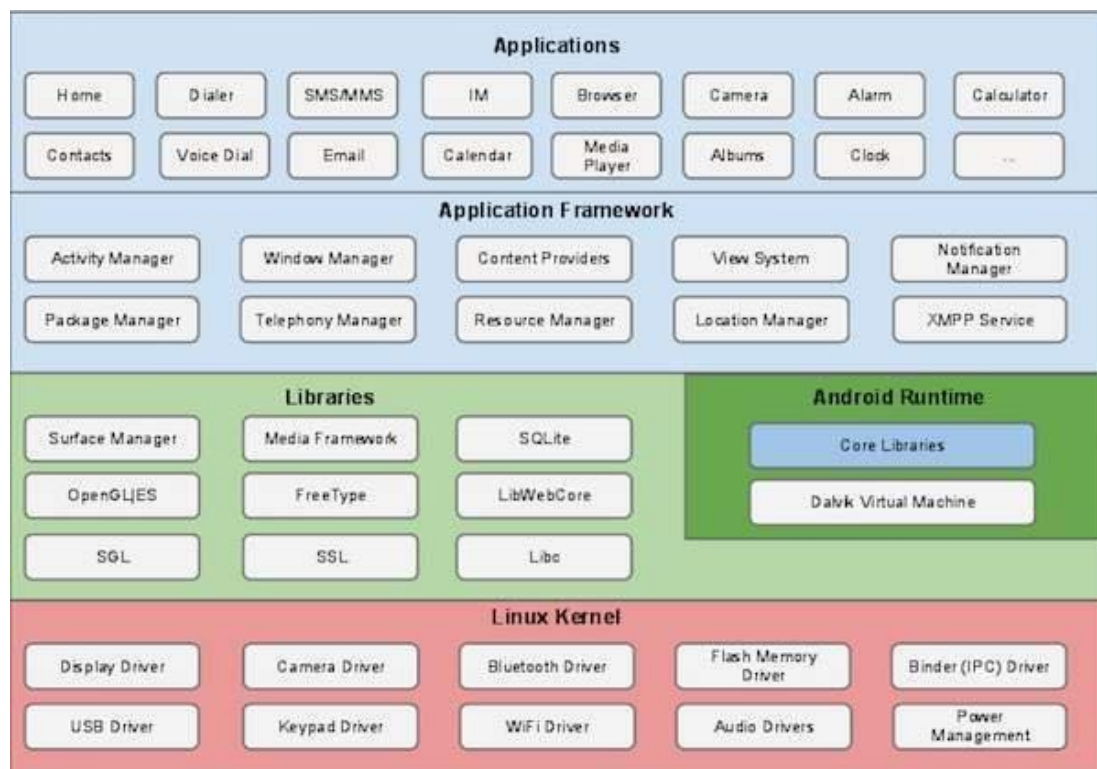 Applications
Home Dialer SMS/MMS IM Browser Camera Alarm Calculator
Contacts Voice Dial Email Calendar Media Player Albums Clock ...
Application Framework
Activity Manager Window Manager Content Providers View System Notification Manager
Package Manager Telephony Manager Resource Manager Location Manager XMPP Service
Libraries Android Runtime
Surface Manager Media Framework SQLite Core Libraries
OpenGL|ES FreeType LibWebCore Dalvik Virtual Machine
SGL SSL Libc
Linux Kernel
Display Driver Camera Driver Bluetooth Driver Flash Memory Driver Binder (IPC) Driver
USB Driver Keypad Driver WiFi Driver Audio Drivers Power Management